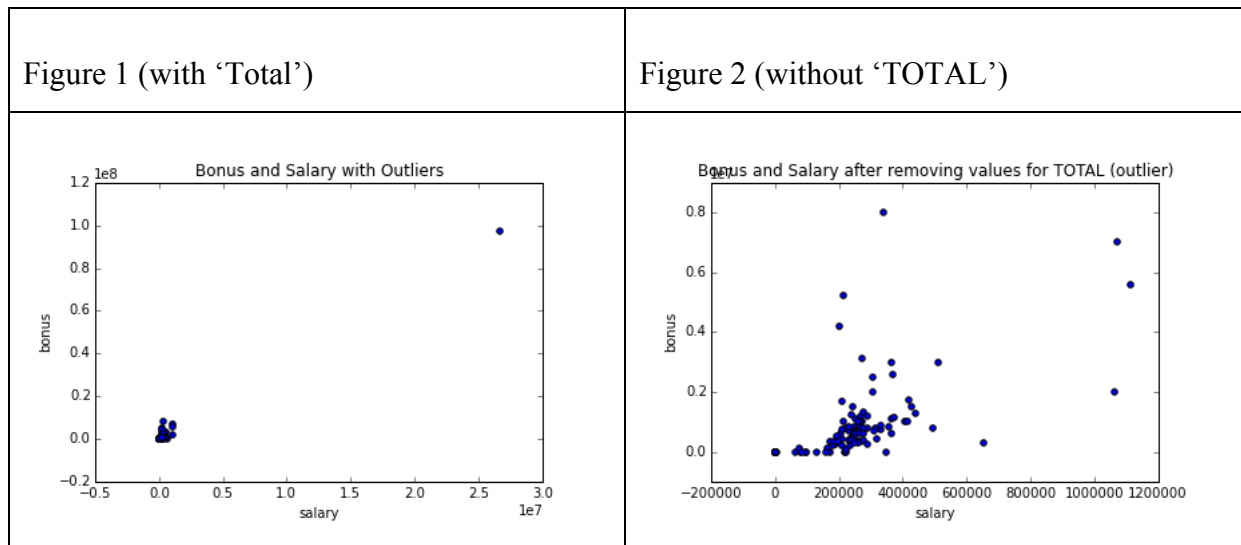 Figure 1 (with ‘Total’)
Figure 2 (without ‘TOTAL’)
Bonus and Salary with Outliers
1e8
1.2
1.0
0.8
0.6
0.4
0.2
0.0
−0.2
bonus
−0.5
0.0
0.5
1.0
1.5
2.0
2.5
3.0
1e7
salary
Bonus and Salary after removing values for TOTAL (outlier)
1e7
0.8
0.6
0.4
0.2
0.0
bonus
−200000
0
200000
400000
600000
800000
1000000
1200000
salary